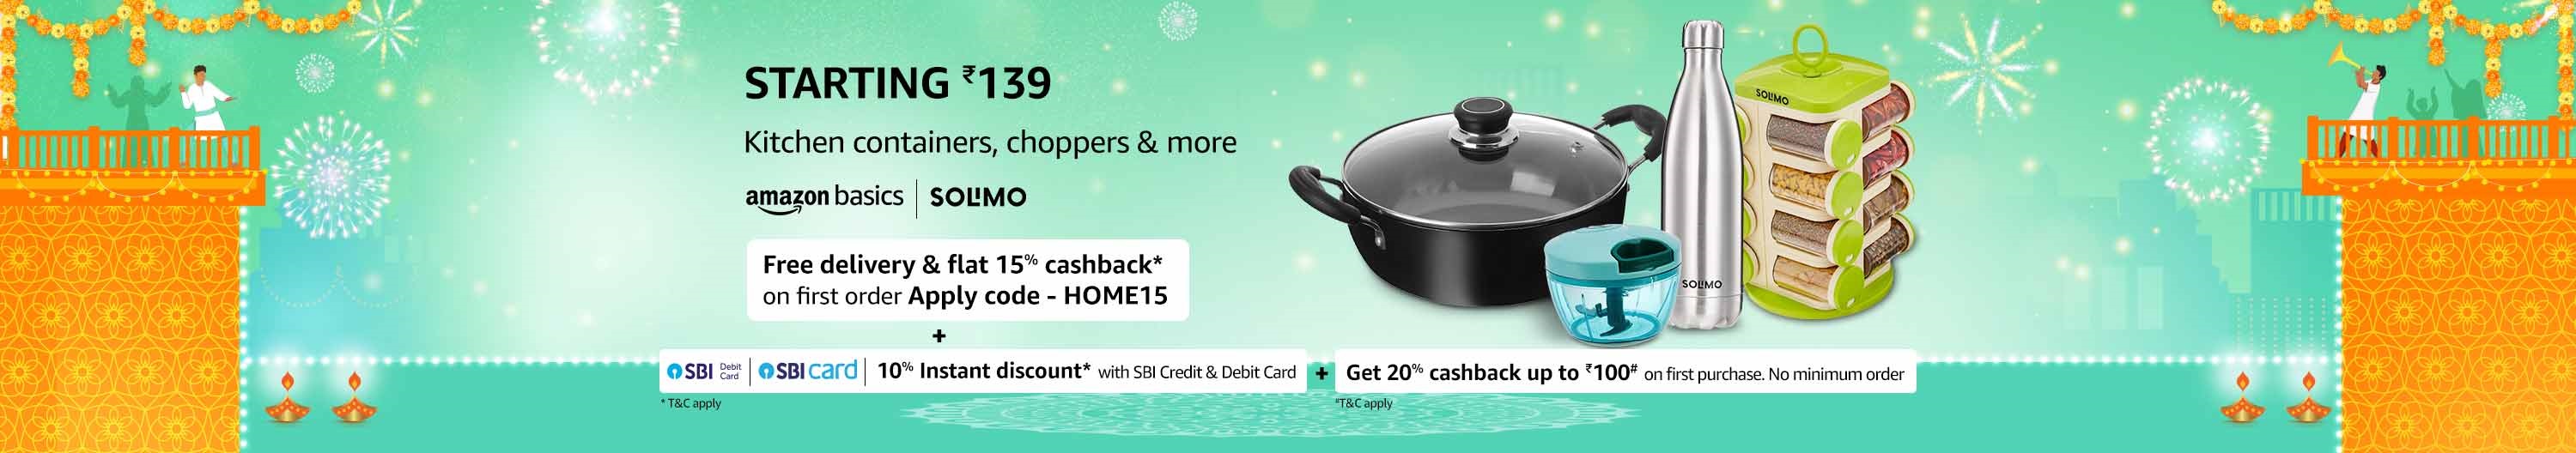 STARTING ₹139
Kitchen containers, choppers & more
amazon basics | SOLIMO
Free delivery & flat 15% cashback*
on first order Apply code - HOME15
+
SBI Debit Card | SBI card | 10% Instant discount* with SBI Credit & Debit Card + Get 20% cashback up to ₹100# on first purchase. No minimum order
* T&C apply
#T&C apply
SOLIMO
SOLIMO